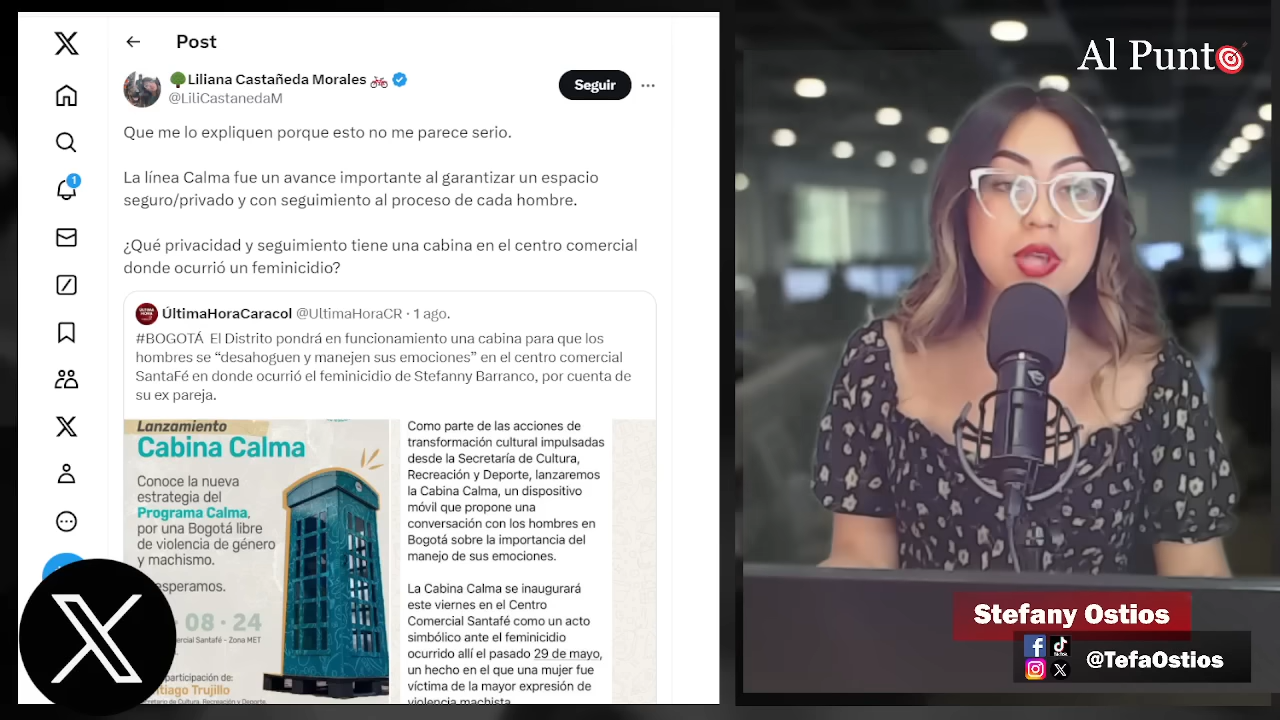 Post
Liliana Castañeda Morales
@LiliCastanedaM
Seguir
Que me lo expliquen porque esto no me parece serio.
La línea Calma fue un avance importante al garantizar un espacio
seguro/privado y con seguimiento al proceso de cada hombre.
¿Qué privacidad y seguimiento tiene una cabina en el centro comercial
donde ocurrió un feminicidio?
1
ÚltimaHoraCaracol @UltimaHoraCR · 1 ago.
#BOGOTÁ El Distrito pondrá en funcionamiento una cabina para que los
hombres se “desahoguen y manejen sus emociones” en el centro comercial
SantaFé en donde ocurrió el feminicidio de Stefanny Barranco, por cuenta de
su ex pareja.
Lanzamiento
Cabina Calma
Conoce la nueva
estrategia del
Programa Calma,
por una Bogotá libre
de violencia de género
y machismo.
esperamos.
08 · 24
Santafé - Zona MET
participación de:
Trujillo
Cultura, Recreación y Deporte.
Como parte de las acciones de
transformación cultural impulsadas
desde la Secretaría de Cultura,
Recreación y Deporte, lanzaremos
la Cabina Calma, un dispositivo
móvil que propone una
conversación con los hombres en
Bogotá sobre la importancia del
manejo de sus emociones.
La Cabina Calma se inaugurará
este viernes en el Centro
Comercial Santafé como un acto
simbólico ante el feminicidio
ocurrido allí el pasado 29 de mayo,
un hecho en el que una mujer fue
víctima de la mayor expresión de
violencia machista
Al Punto
Stefany Ostios
@TefaOstios